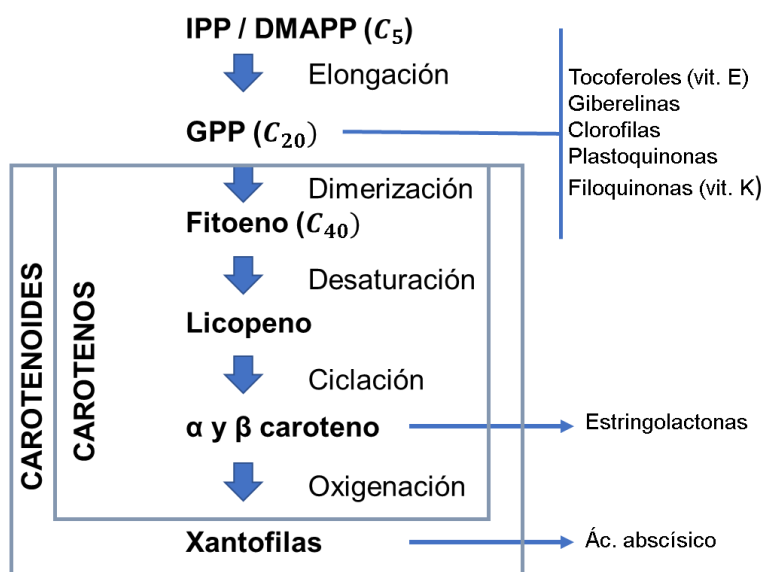 IPP / DMAPP (C₅)
Elongación
GPP (C₂₀)
Tocoferoles (vit. E)
Giberelinas
Clorofilas
Plastoquinonas
Filoquinonas (vit. K)
CAROTENOIDES
CAROTENOS
Dimerización
Fitoeno (C₄₀)
Desaturación
Licopeno
Ciclación
α y β caroteno
Estringolactonas
Oxigenación
Xantofilas
Ác. abscísico